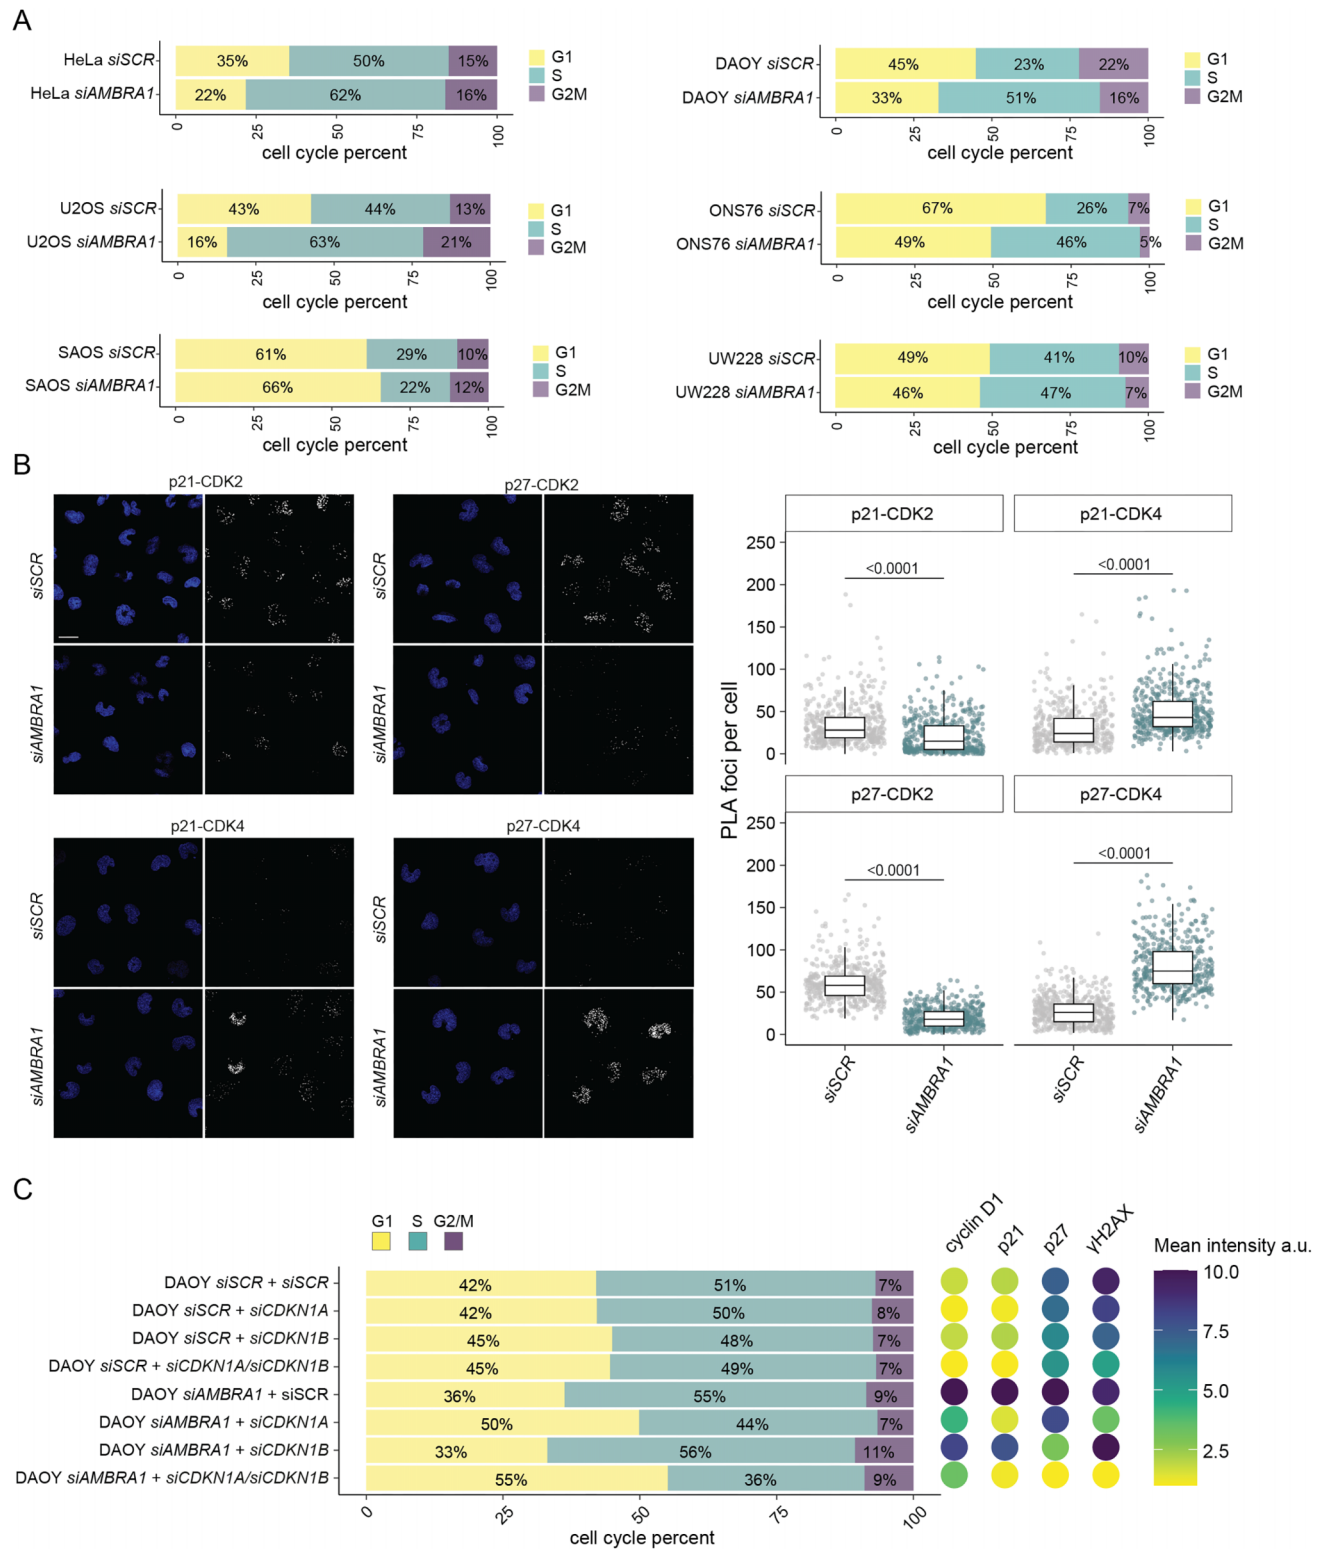 A
HeLa siSCR 35% 50% 15%
HeLa siAMBRA1 22% 62% 16%
0 25 50 75 100
cell cycle percent
G1
S
G2M
DAOY siSCR 45% 23% 22%
DAOY siAMBRA1 33% 51% 16%
0 25 50 75 100
cell cycle percent
G1
S
G2M
U2OS siSCR 43% 44% 13%
U2OS siAMBRA1 16% 63% 21%
0 25 50 75 100
cell cycle percent
G1
S
G2M
ONS76 siSCR 67% 26% 7%
ONS76 siAMBRA1 49% 46% 5%
0 25 50 75 100
cell cycle percent
G1
S
G2M
SAOS siSCR 61% 29% 10%
SAOS siAMBRA1 66% 22% 12%
0 25 50 75 100
cell cycle percent
G1
S
G2M
UW228 siSCR 49% 41% 10%
UW228 siAMBRA1 46% 47% 7%
0 25 50 75 100
cell cycle percent
G1
S
G2M
B
p21-CDK2
siSCR
siAMBRA1
p27-CDK2
siSCR
siAMBRA1
p21-CDK4
siSCR
siAMBRA1
p27-CDK4
siSCR
siAMBRA1
PLA foci per cell
p21-CDK2
p21-CDK4
250
200
150
100
50
0
<0.0001
<0.0001
p27-CDK2
p27-CDK4
250
200
150
100
50
0
<0.0001
<0.0001
siSCR
siAMBRA1
siSCR
siAMBRA1
C
G1 S G2/M
cyclin D1
p21
p27
γH2AX
DAOY siSCR + siSCR 42% 51% 7%
DAOY siSCR + siCDKN1A 42% 50% 8%
DAOY siSCR + siCDKN1B 45% 48% 7%
DAOY siSCR + siCDKN1A/siCDKN1B 45% 49% 7%
DAOY siAMBRA1 + siSCR 36% 55% 9%
DAOY siAMBRA1 + siCDKN1A 50% 44% 7%
DAOY siAMBRA1 + siCDKN1B 33% 56% 11%
DAOY siAMBRA1 + siCDKN1A/siCDKN1B 55% 36% 9%
0 25 50 75 100
cell cycle percent
Mean intensity a.u.
10.0
7.5
5.0
2.5